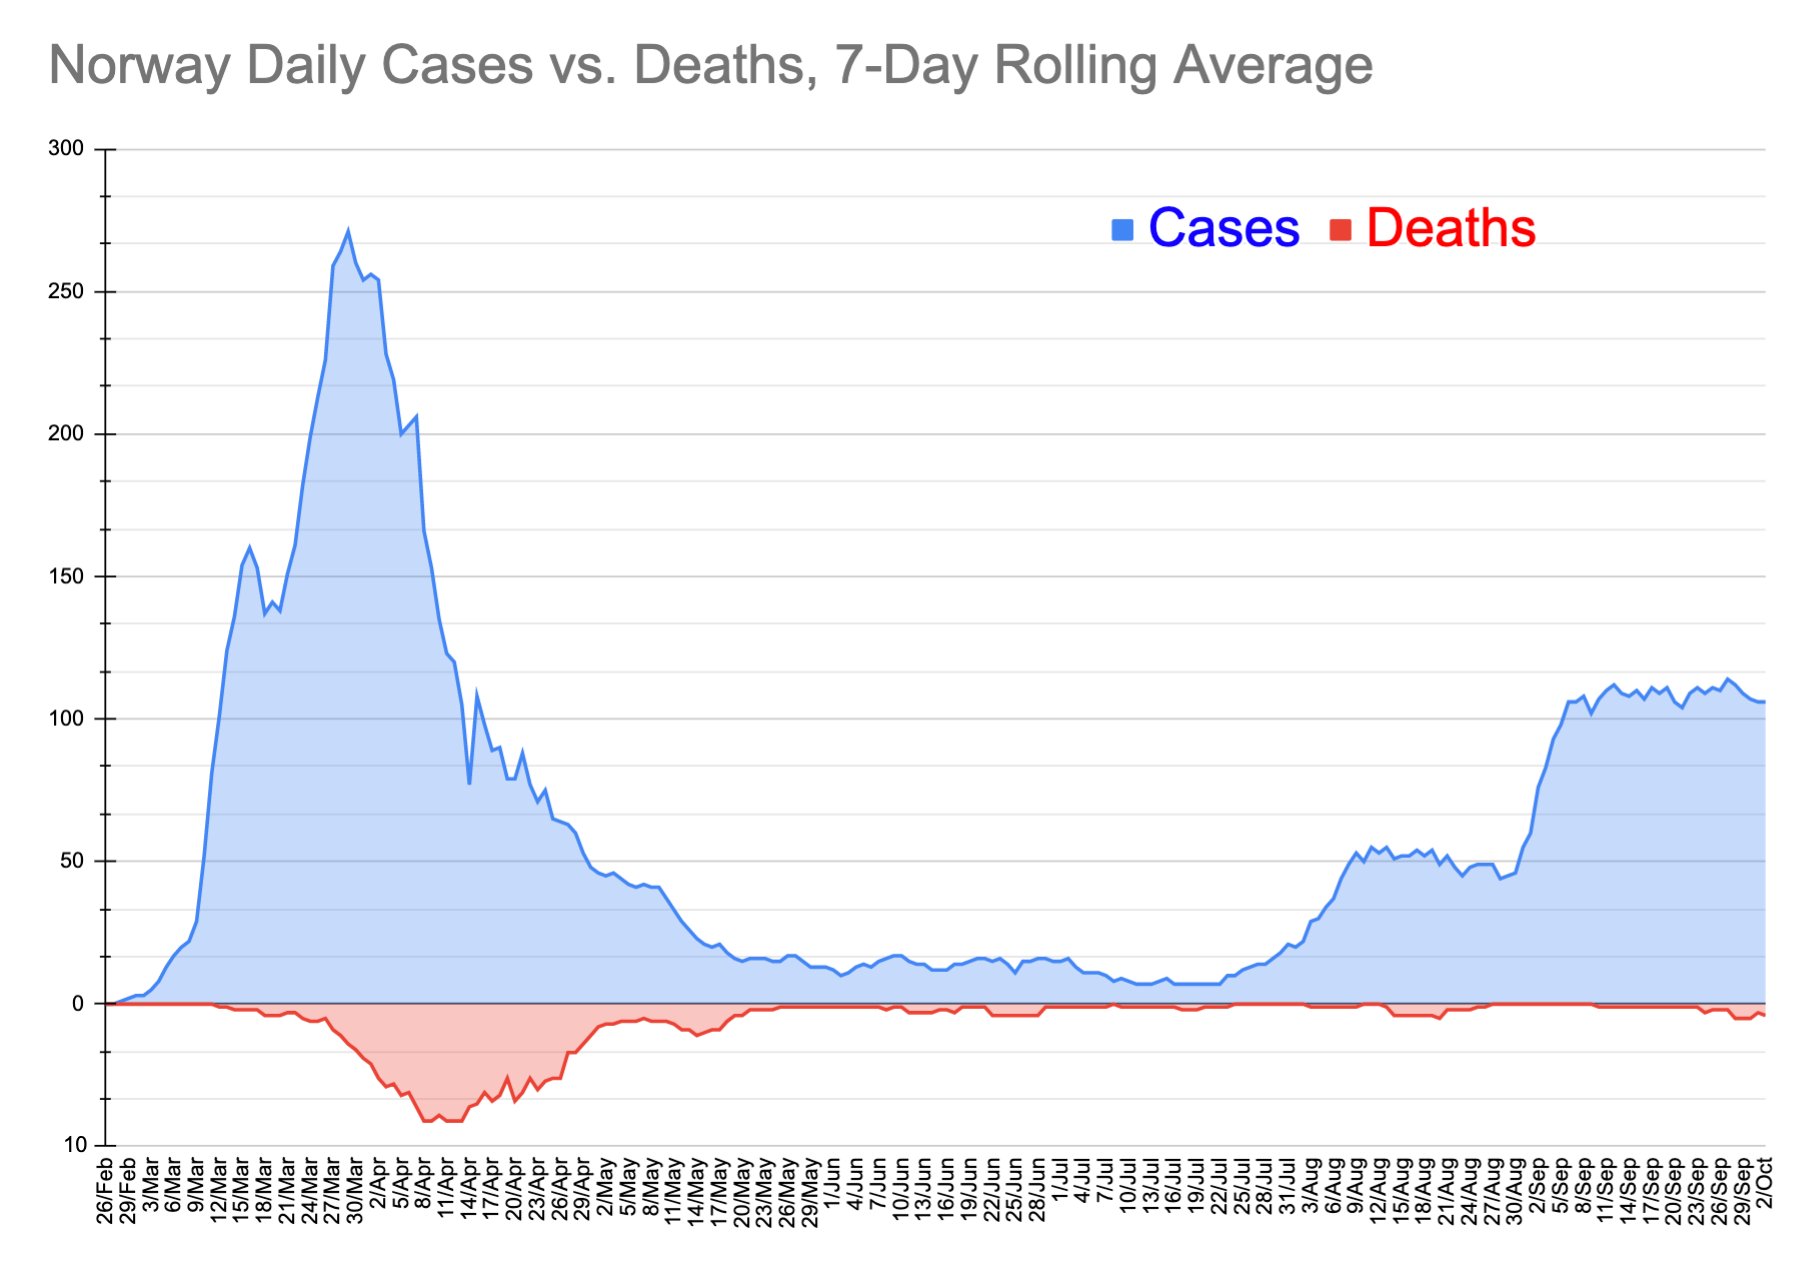 Norway Daily Cases vs. Deaths, 7-Day Rolling Average
Cases Deaths
300
250
200
150
100
50
0
10
26/Feb
29/Feb
3/Mar
6/Mar
9/Mar
12/Mar
15/Mar
18/Mar
21/Mar
24/Mar
27/Mar
30/Mar
2/Apr
5/Apr
8/Apr
11/Apr
14/Apr
17/Apr
20/Apr
23/Apr
26/Apr
29/Apr
2/May
5/May
8/May
11/May
14/May
17/May
20/May
23/May
26/May
29/May
1/Jun
4/Jun
7/Jun
10/Jun
13/Jun
16/Jun
19/Jun
22/Jun
25/Jun
28/Jun
1/Jul
4/Jul
7/Jul
10/Jul
13/Jul
16/Jul
19/Jul
22/Jul
25/Jul
28/Jul
31/Jul
3/Aug
6/Aug
9/Aug
12/Aug
15/Aug
18/Aug
21/Aug
24/Aug
27/Aug
30/Aug
2/Sep
5/Sep
8/Sep
11/Sep
14/Sep
17/Sep
20/Sep
23/Sep
26/Sep
29/Sep
2/Oct